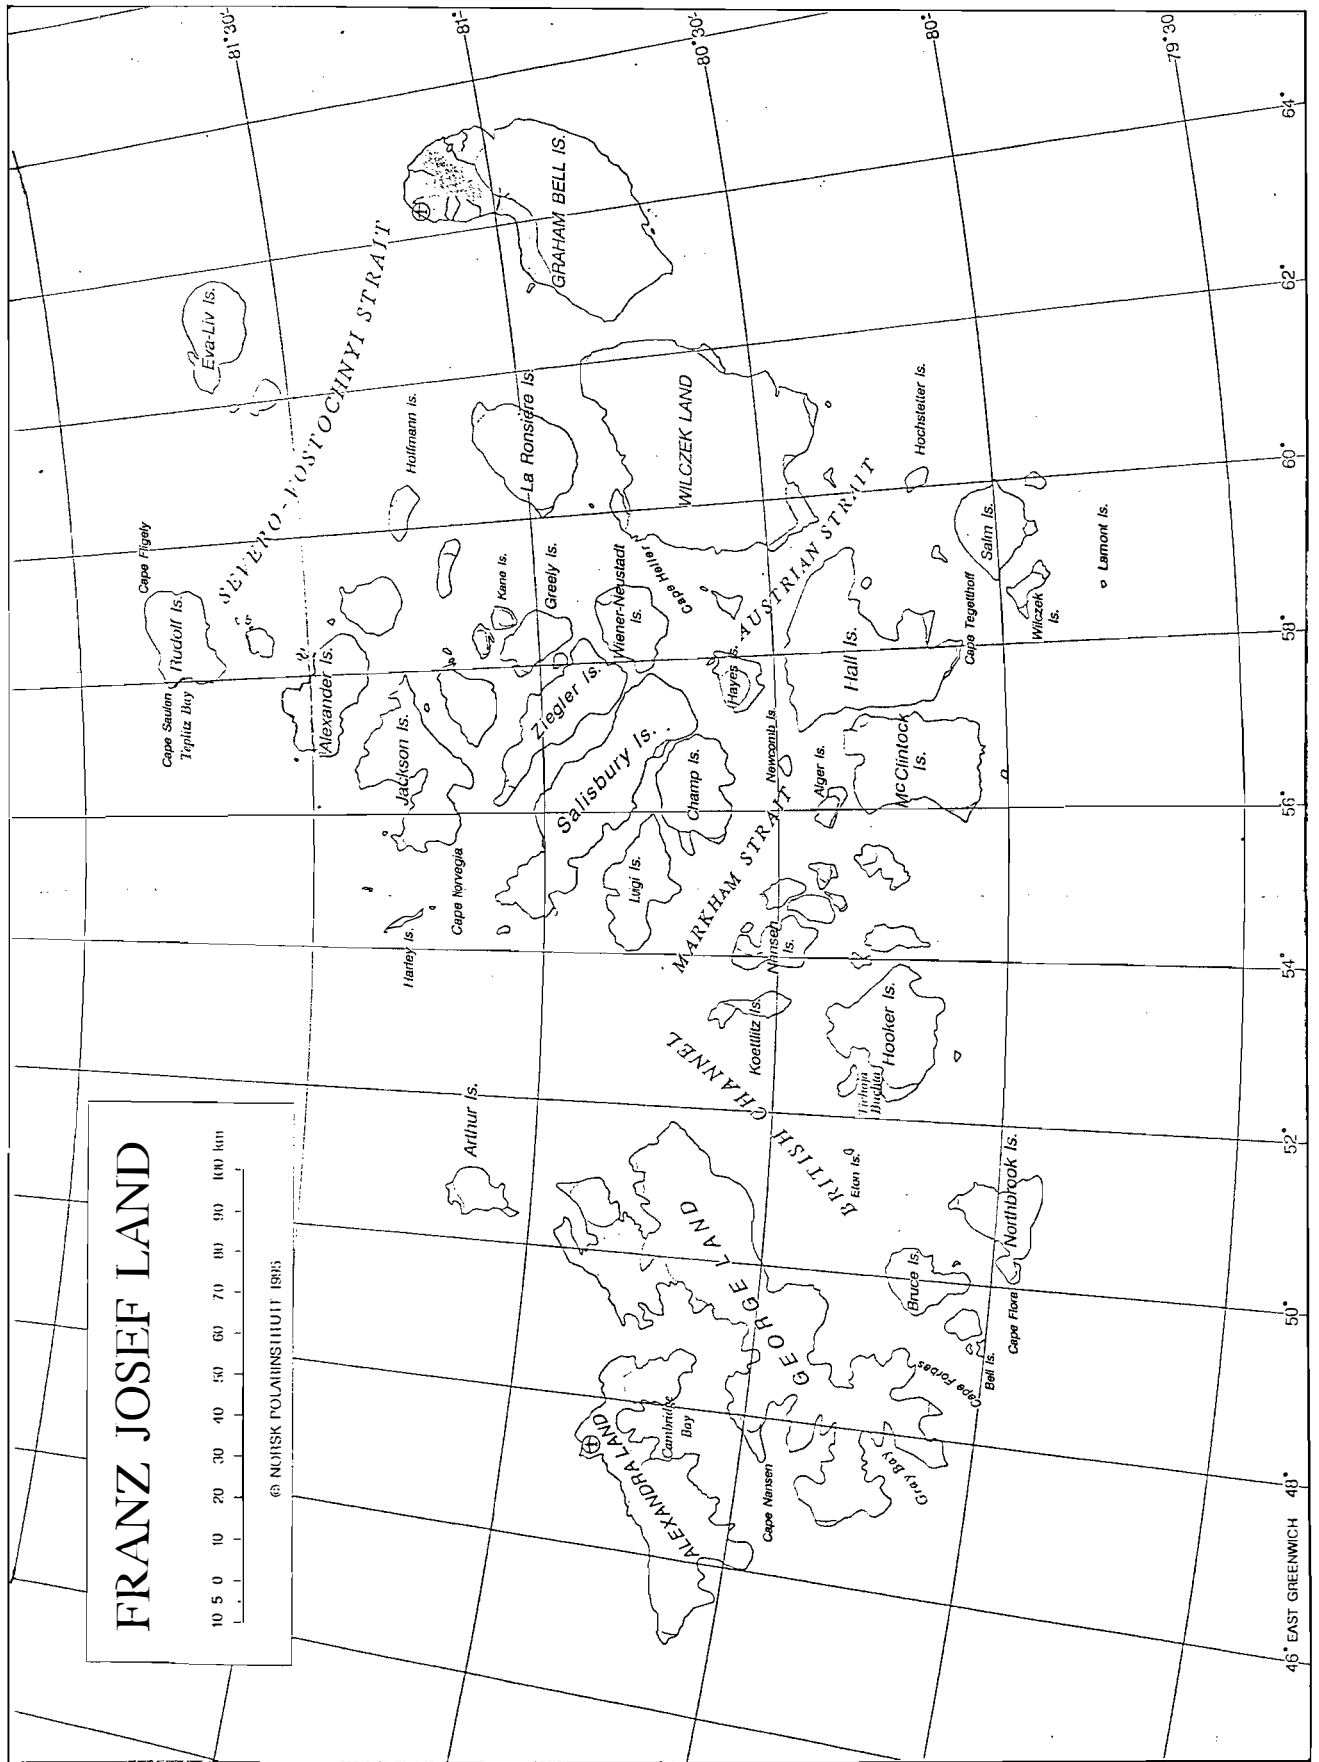 FRANZ JOSEF LAND
10 5 0 10 20 30 40 50 60 70 80 90 100 km
© NORSK POLARINSTITUTT 1995
81°30'
81°
80°30'
80°
79°30
46° EAST GREENWICH
48°
50°
52°
54°
56°
58°
60°
62°
64°
Cape Fligely
Rudolf Is.
Cape Saulon
Teplitz Bay
Eva-Liv Is.
SEVERO-VOSTOCHNYI STRAIT
GRAHAM BELL IS.
Hoffmann Is.
La Ronsiere Is.
Alexander Is.
Jackson Is.
Kane Is.
Greely Is.
Wiener-Neustadt
Is.
Cape Heller
Ziegler Is.
Salisbury Is.
Champ Is.
Luigi Is.
Harley Is.
Cape Norvegia
Arthur Is.
WILCZEK LAND
AUSTRIAN STRAIT
Hochstetter Is.
Hayes Is.
Hall Is.
Cape Tegetthoff
Salm Is.
Wilczek
Is.
Lamont Is.
Newcomb Is.
Alger Is.
McClintock
Is.
MARKHAM STRAIT
Nansen
Is.
Koettlitz Is.
Hooker Is.
Tichaja
Buchta
BRITISH CHANNEL
Eton Is.
Northbrook Is.
Bruce Is.
Cape Flora
Bell Is.
Cape Forbes
GEORGE LAND
Gray Bay
Cape Nansen
Cambridge
Bay
ALEXANDRA LAND